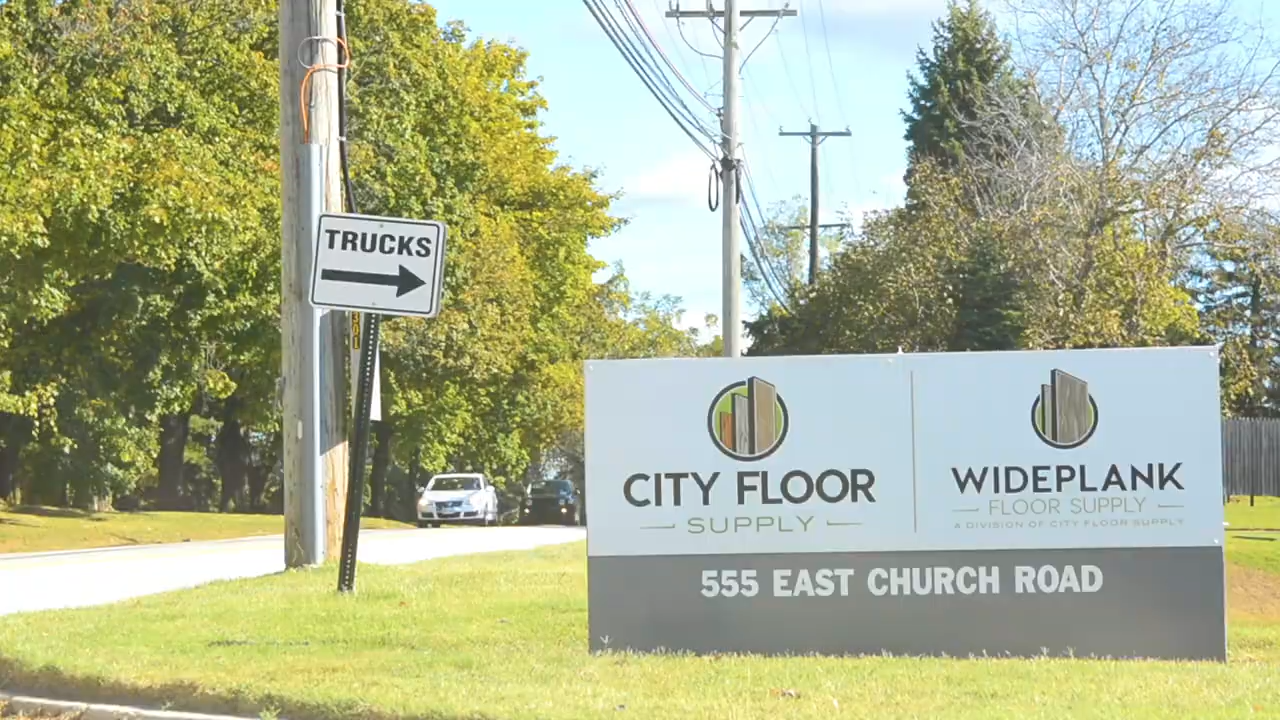 TRUCKS
CITY FLOOR
SUPPLY
WIDEPLANK
FLOOR SUPPLY
A DIVISION OF CITY FLOOR SUPPLY
555 EAST CHURCH ROAD